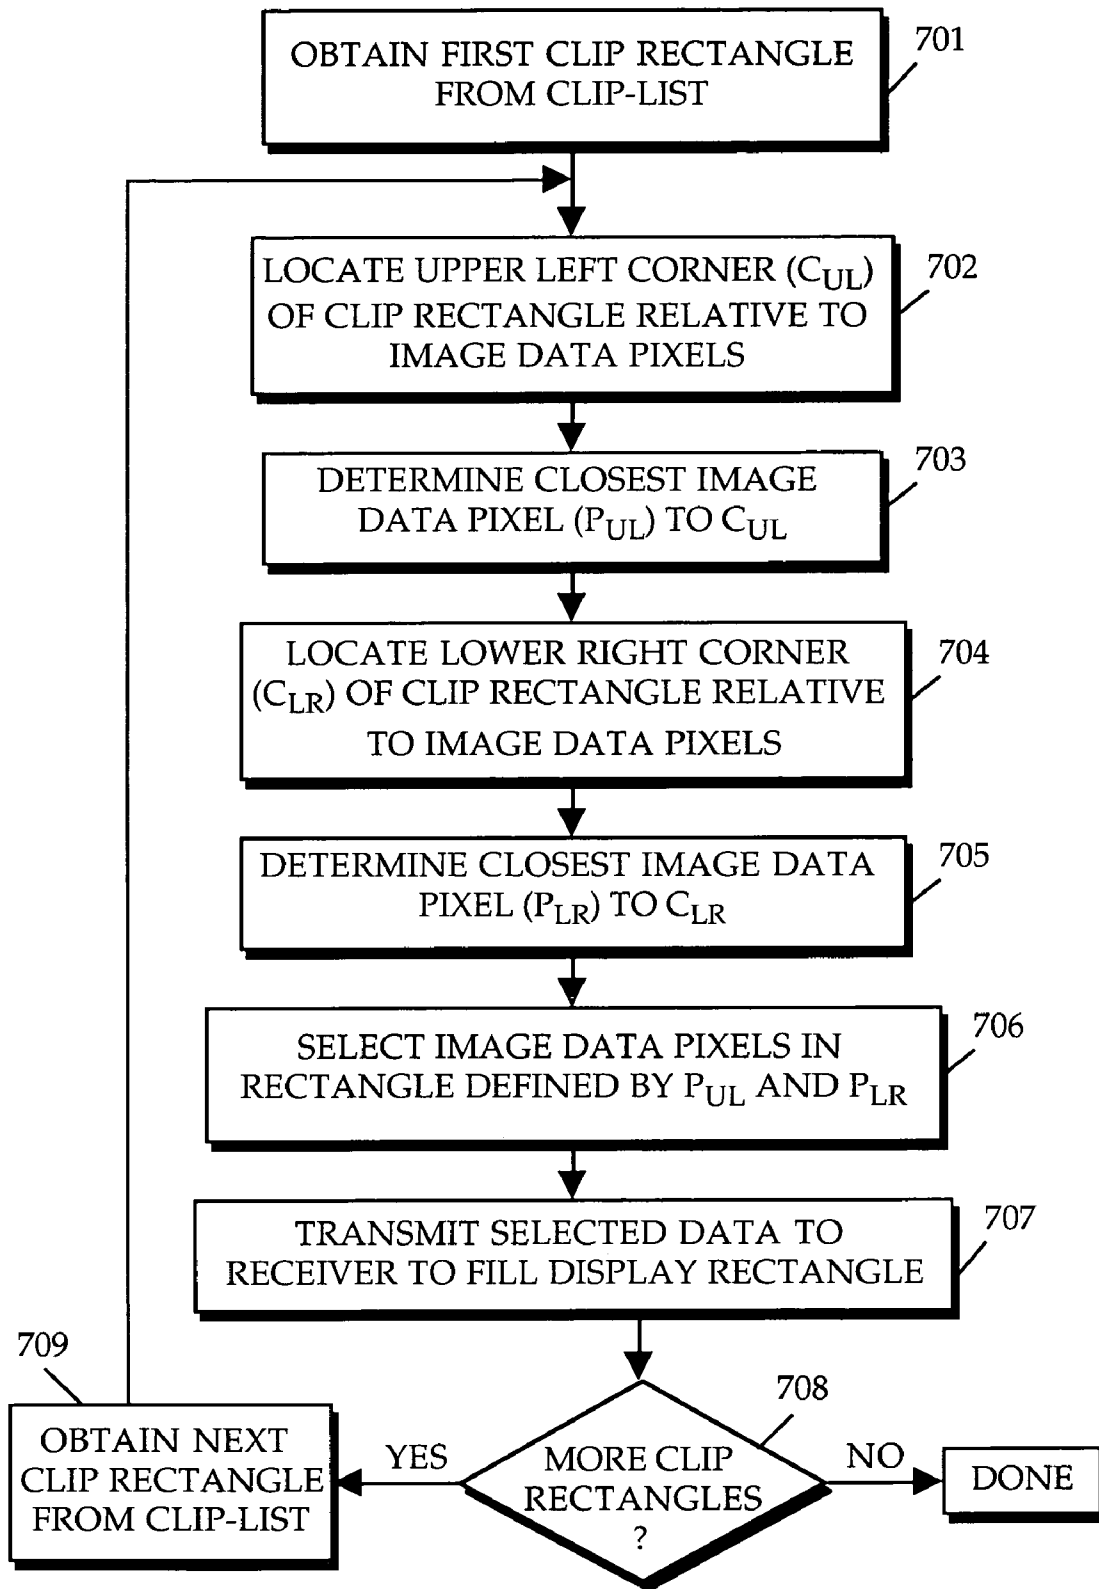 OBTAIN FIRST CLIP RECTANGLE
FROM CLIP-LIST
701
LOCATE UPPER LEFT CORNER (CUL)
OF CLIP RECTANGLE RELATIVE TO
IMAGE DATA PIXELS
702
DETERMINE CLOSEST IMAGE
DATA PIXEL (PUL) TO CUL
703
LOCATE LOWER RIGHT CORNER
(CLR) OF CLIP RECTANGLE RELATIVE
TO IMAGE DATA PIXELS
704
DETERMINE CLOSEST IMAGE DATA
PIXEL (PLR) TO CLR
705
SELECT IMAGE DATA PIXELS IN
RECTANGLE DEFINED BY PUL AND PLR
706
TRANSMIT SELECTED DATA TO
RECEIVER TO FILL DISPLAY RECTANGLE
707
MORE CLIP
RECTANGLES
?
708
YES
NO
DONE
709
OBTAIN NEXT
CLIP RECTANGLE
FROM CLIP-LIST